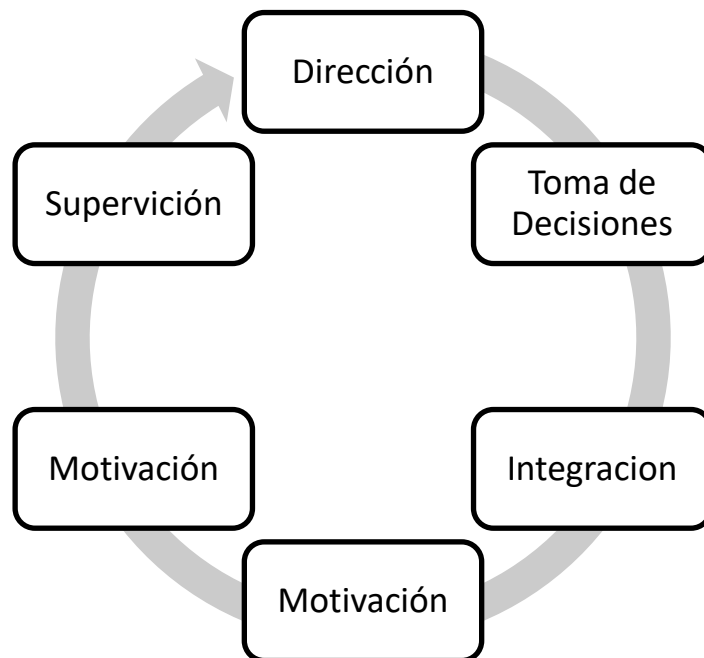 Dirección
Toma de
Decisiones
Integracion
Motivación
Motivación
Supervición